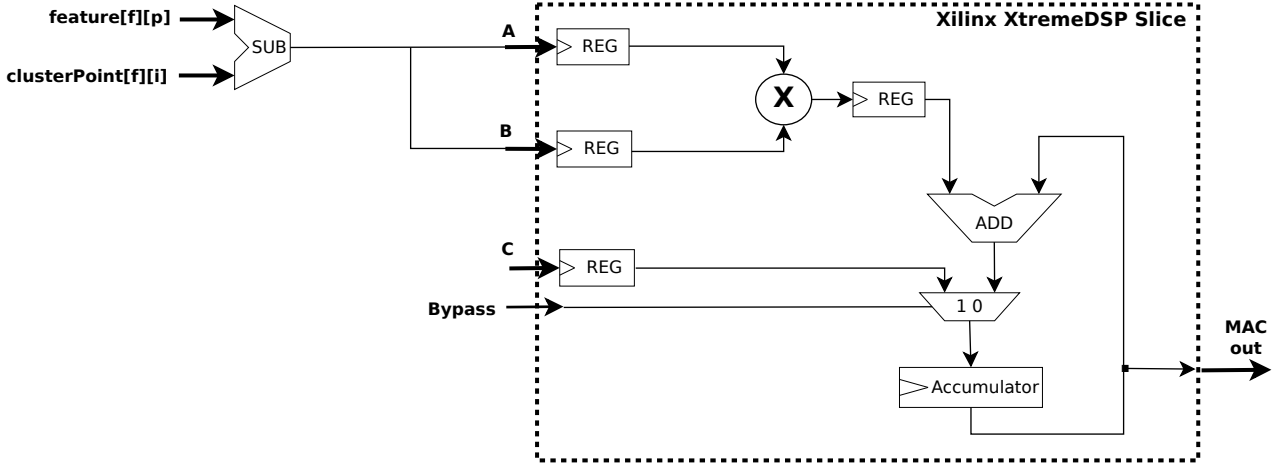 feature[f][p]
SUB
clusterPoint[f][i]
Xilinx XtremeDSP Slice
A
REG
X
REG
B
REG
ADD
C
REG
Bypass
1 0
MAC
out
Accumulator